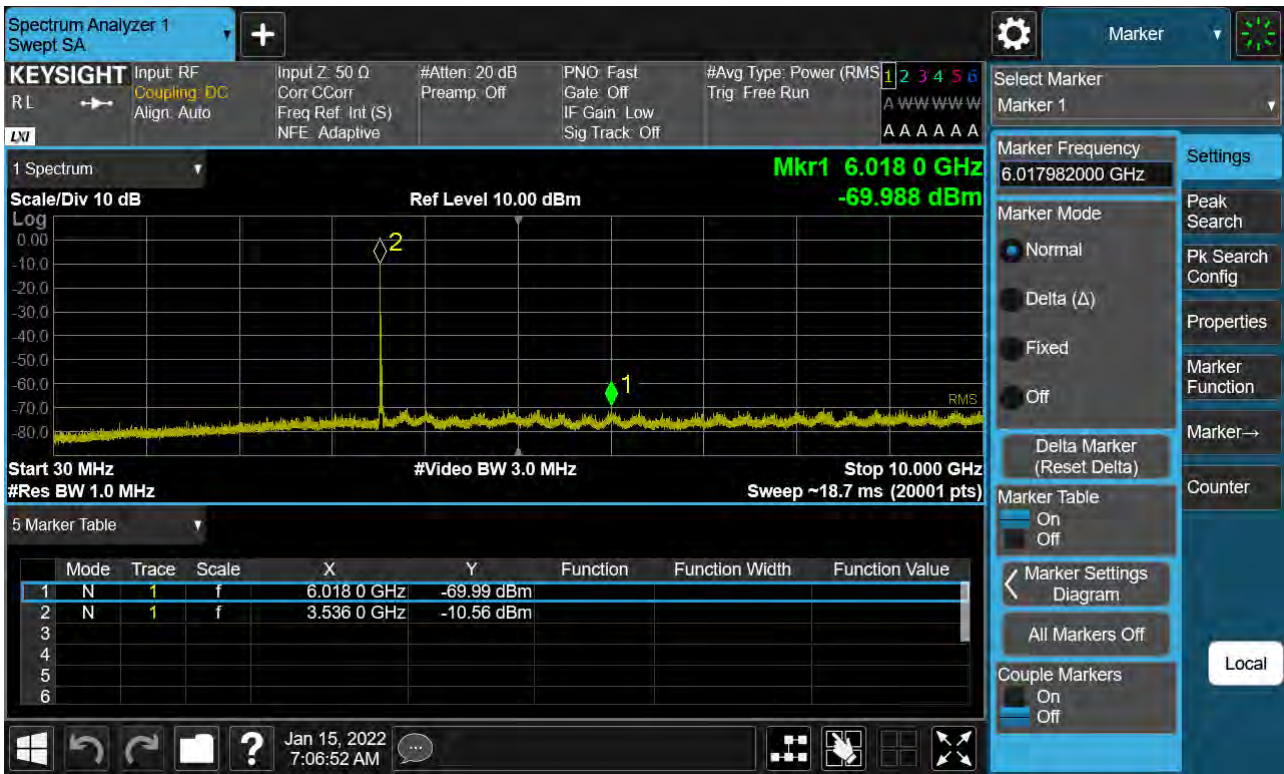 Spectrum Analyzer 1
Swept SA
Marker
KEYSIGHT
RL
LXI
Input: RF
Coupling: DC
Align: Auto
Input Z: 50 Ω
Corr CCorr
Freq Ref: Int (S)
NFE: Adaptive
#Atten: 20 dB
Preamp: Off
PNO: Fast
Gate: Off
IF Gain: Low
Sig Track: Off
#Avg Type: Power (RMS
Trig: Free Run
1 2 3 4 5 6
A W W W W W
A A A A A A
1 Spectrum
Mkr1 6.018 0 GHz
Scale/Div 10 dB
Ref Level 10.00 dBm
-69.988 dBm
Log
0.00
-10.0
-20.0
-30.0
-40.0
-50.0
-60.0
-70.0
-80.0
2
1
RMS
Start 30 MHz
#Video BW 3.0 MHz
Stop 10.000 GHz
#Res BW 1.0 MHz
Sweep ~18.7 ms (20001 pts)
5 Marker Table
Mode Trace Scale X Y Function Function Width Function Value
1 N 1 f 6.018 0 GHz -69.99 dBm
2 N 1 f 3.536 0 GHz -10.56 dBm
3
4
5
6
Select Marker
Marker 1
Marker Frequency
6.017982000 GHz
Marker Mode
Normal
Delta (Δ)
Fixed
Off
Delta Marker
(Reset Delta)
Marker Table
On
Off
Marker Settings
Diagram
All Markers Off
Couple Markers
On
Off
Settings
Peak
Search
Pk Search
Config
Properties
Marker
Function
Marker→
Counter
Local
?
Jan 15, 2022
7:06:52 AM